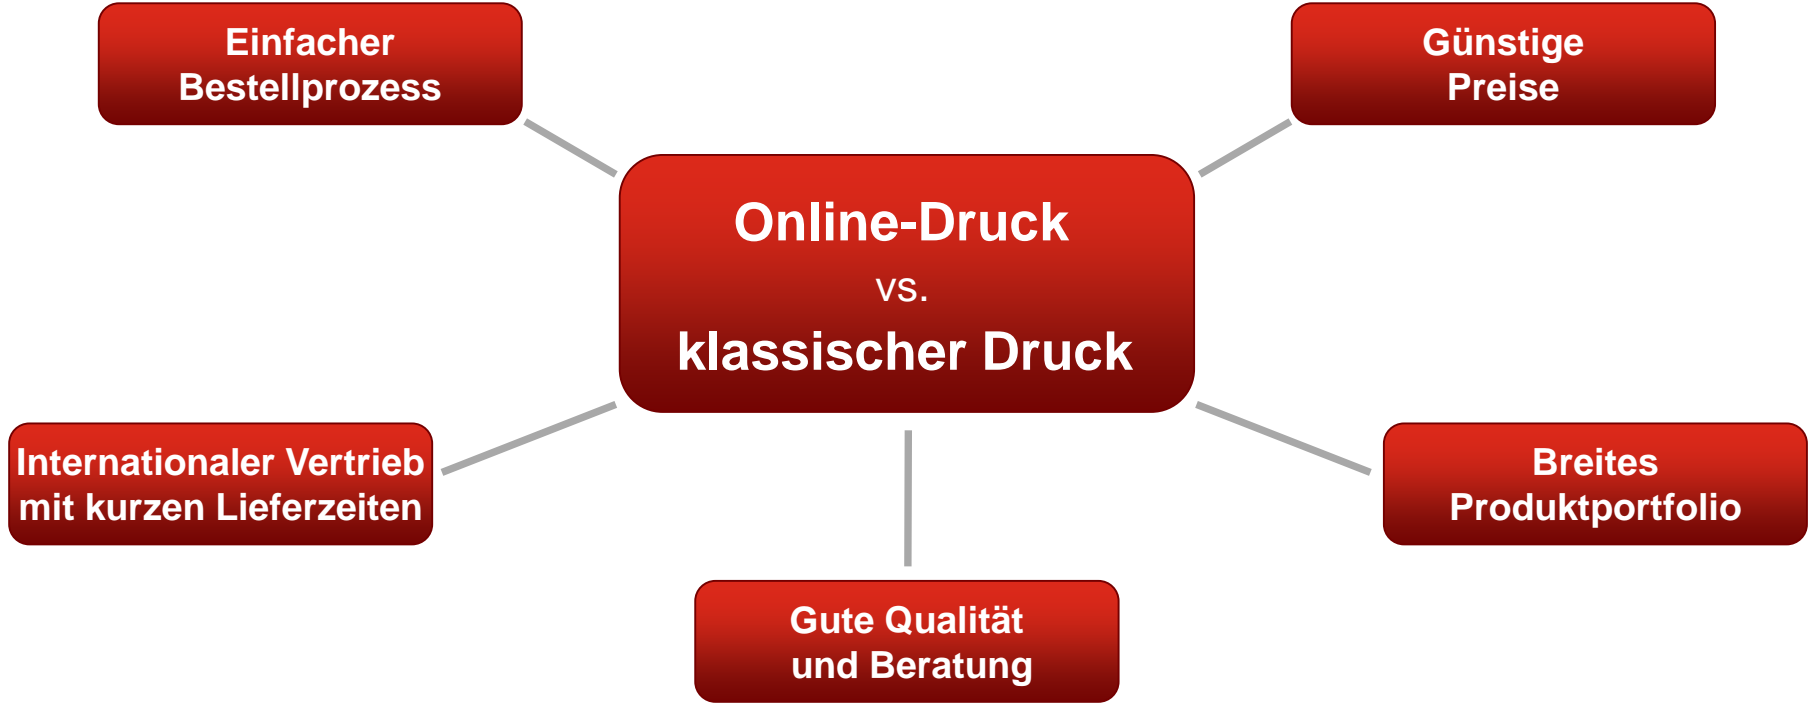 Einfacher
Bestellprozess
Günstige
Preise
Online-Druck
vs.
klassischer Druck
Internationaler Vertrieb
mit kurzen Lieferzeiten
Breites
Produktportfolio
Gute Qualität
und Beratung